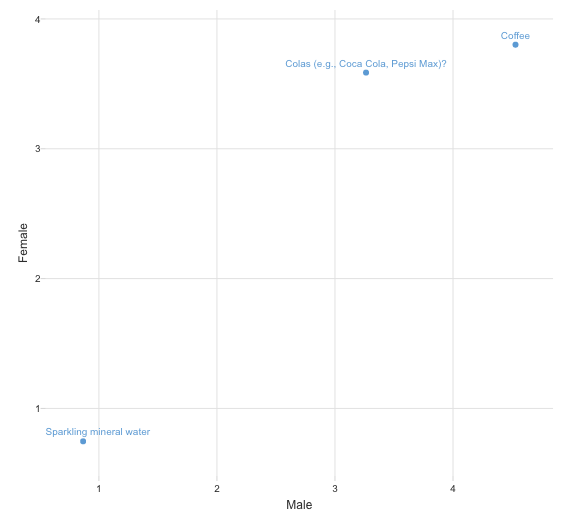 4
Coffee
Colas (e.g., Coca Cola, Pepsi Max)?
3
Female
2
1
Sparkling mineral water
1 2 3 4
Male